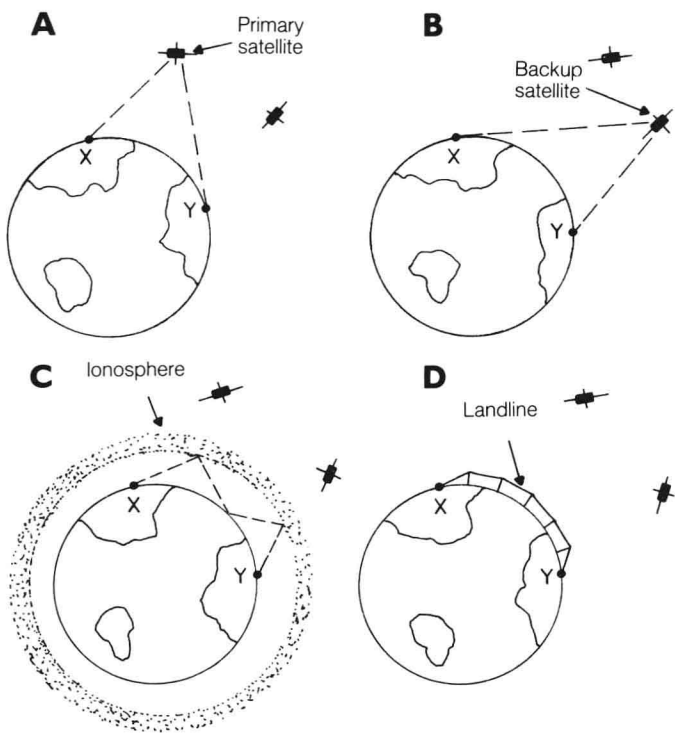 A
Primary
satellite
X
Y
B
Backup
satellite
X
Y
C
Ionosphere
X
Y
D
Landline
X
Y